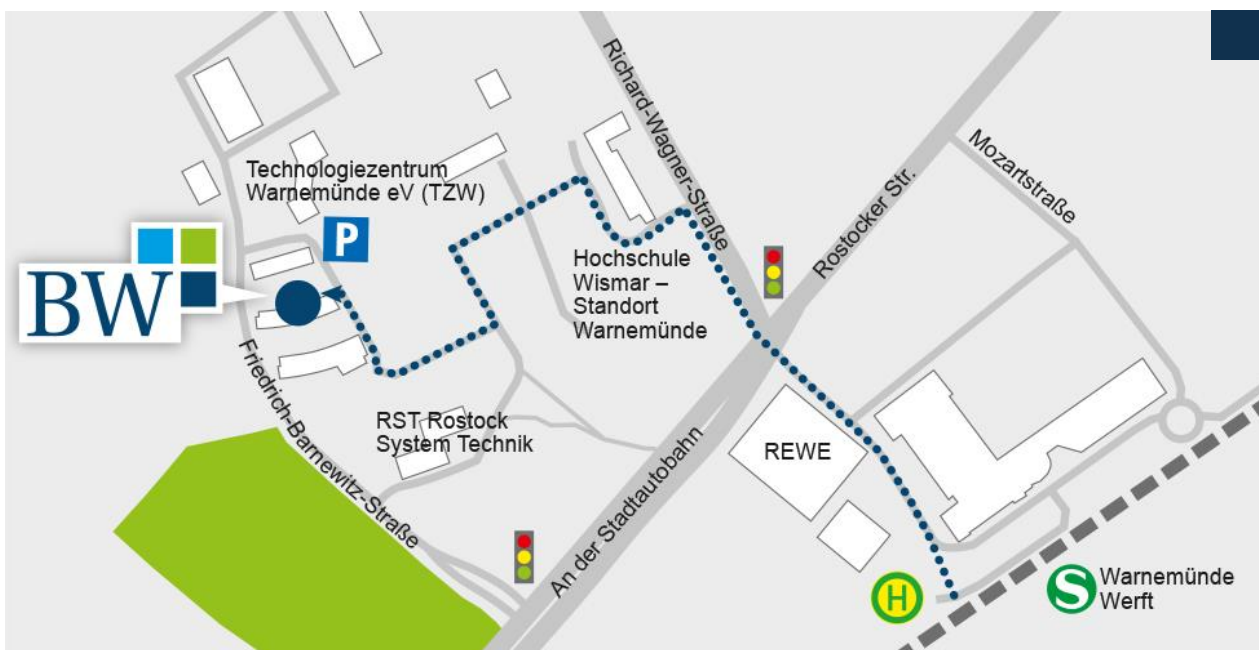 Richard-Wagner-Straße
Mozartstraße
Technologiezentrum
Warnemünde eV (TZW)
P
Rostocker Str.
Hochschule
Wismar –
Standort
Warnemünde
BW
Friedrich-Barnewitz-Straße
RST Rostock
System Technik
REWE
An der Stadtautobahn
H
S
Warnemünde
Werft